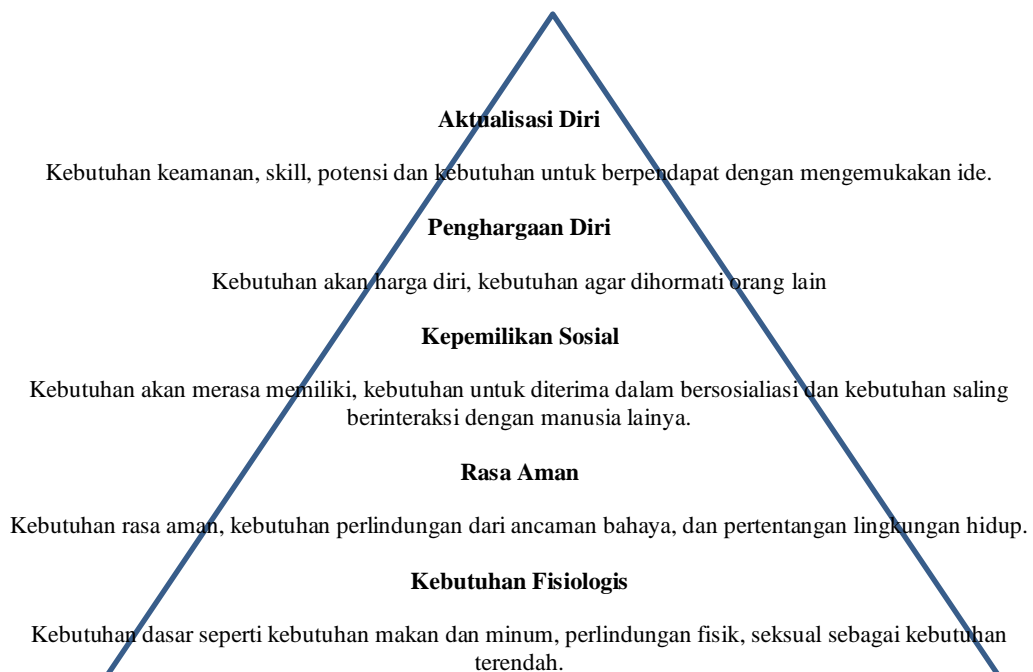 Aktualisasi Diri
Kebutuhan keamanan, skill, potensi dan kebutuhan untuk berpendapat dengan mengemukakan ide.
Penghargaan Diri
Kebutuhan akan harga diri, kebutuhan agar dihormati orang lain
Kepemilikan Sosial
Kebutuhan akan merasa memiliki, kebutuhan untuk diterima dalam bersosialiasi dan kebutuhan saling
berinteraksi dengan manusia lainya.
Rasa Aman
Kebutuhan rasa aman, kebutuhan perlindungan dari ancaman bahaya, dan pertentangan lingkungan hidup.
Kebutuhan Fisiologis
Kebutuhan dasar seperti kebutuhan makan dan minum, perlindungan fisik, seksual sebagai kebutuhan
terendah.